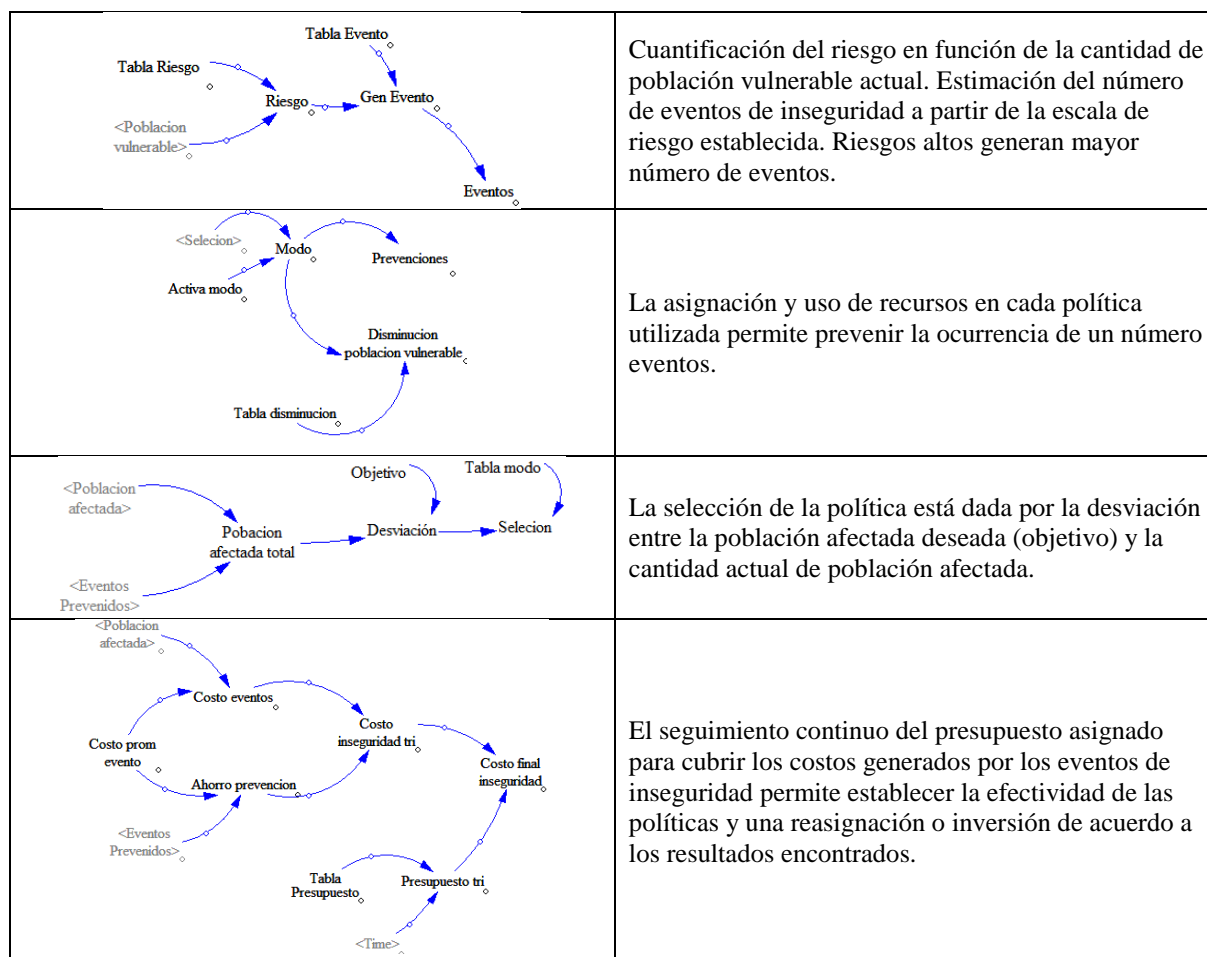 Tabla Evento
Tabla Riesgo
Riesgo
Gen Evento
<Poblacion
vulnerable>
Eventos
Cuantificación del riesgo en función de la cantidad de
población vulnerable actual. Estimación del número
de eventos de inseguridad a partir de la escala de
riesgo establecida. Riesgos altos generan mayor
número de eventos.
<Selecion>
Modo
Prevenciones
Activa modo
Disminucion
poblacion vulnerable
Tabla disminucion
La asignación y uso de recursos en cada política
utilizada permite prevenir la ocurrencia de un número
eventos.
<Poblacion
afectada>
Objetivo
Tabla modo
Pobacion
afectada total
Desviación
Selecion
<Eventos
Prevenidos>
La selección de la política está dada por la desviación
entre la población afectada deseada (objetivo) y la
cantidad actual de población afectada.
<Poblacion
afectada>
Costo eventos
Costo prom
evento
Costo
inseguridad tri
Costo final
inseguridad
Ahorro prevencion
<Eventos
Prevenidos>
Tabla
Presupuesto
Presupuesto tri
<Time>
El seguimiento continuo del presupuesto asignado
para cubrir los costos generados por los eventos de
inseguridad permite establecer la efectividad de las
políticas y una reasignación o inversión de acuerdo a
los resultados encontrados.